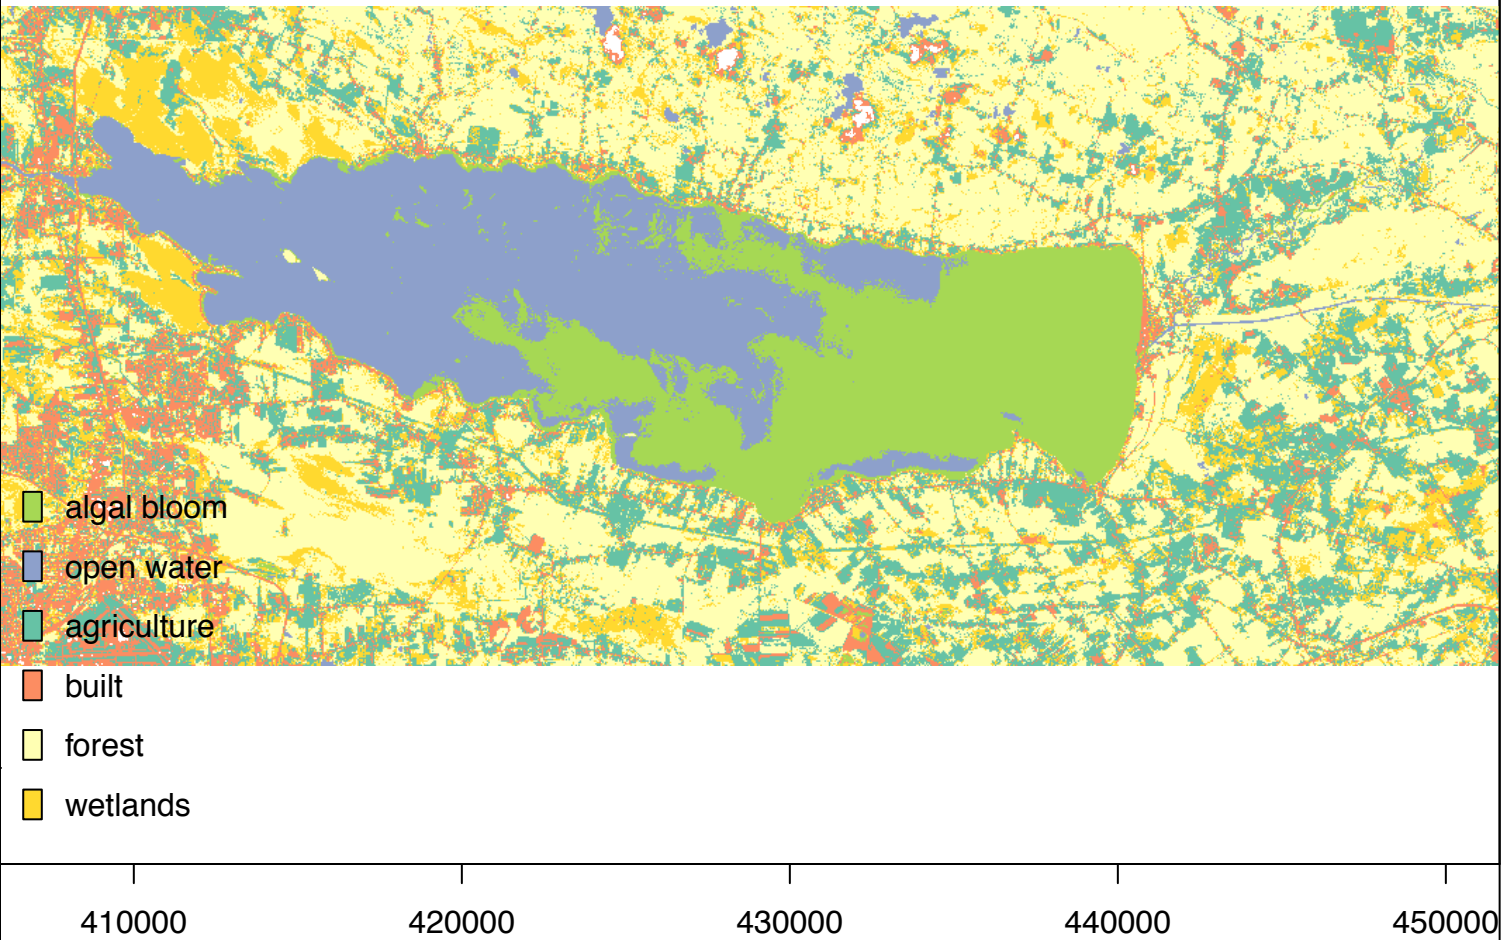 algal bloom
open water
agriculture
built
forest
wetlands
410000 420000 430000 440000 450000